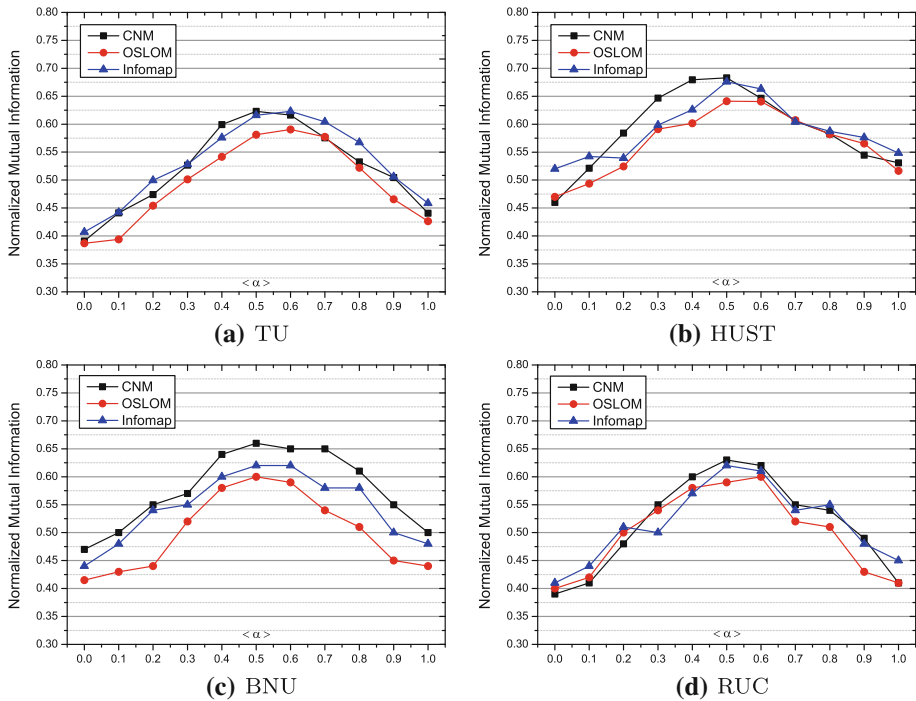 Normalized Mutual Information
0.80
0.75
0.70
0.65
0.60
0.55
0.50
0.45
0.40
0.35
0.30
CNM
OSLOM
Infomap
< α >
0.0 0.1 0.2 0.3 0.4 0.5 0.6 0.7 0.8 0.9 1.0
(a) TU
Normalized Mutual Information
0.80
0.75
0.70
0.65
0.60
0.55
0.50
0.45
0.40
0.35
0.30
CNM
OSLOM
Infomap
< α >
0.0 0.1 0.2 0.3 0.4 0.5 0.6 0.7 0.8 0.9 1.0
(b) HUST
Normalized Mutual Information
0.80
0.75
0.70
0.65
0.60
0.55
0.50
0.45
0.40
0.35
0.30
CNM
OSLOM
Infomap
< α >
0.0 0.1 0.2 0.3 0.4 0.5 0.6 0.7 0.8 0.9 1.0
(c) BNU
Normalized Mutual Information
0.80
0.75
0.70
0.65
0.60
0.55
0.50
0.45
0.40
0.35
0.30
CNM
OSLOM
Infomap
< α >
0.0 0.1 0.2 0.3 0.4 0.5 0.6 0.7 0.8 0.9 1.0
(d) RUC